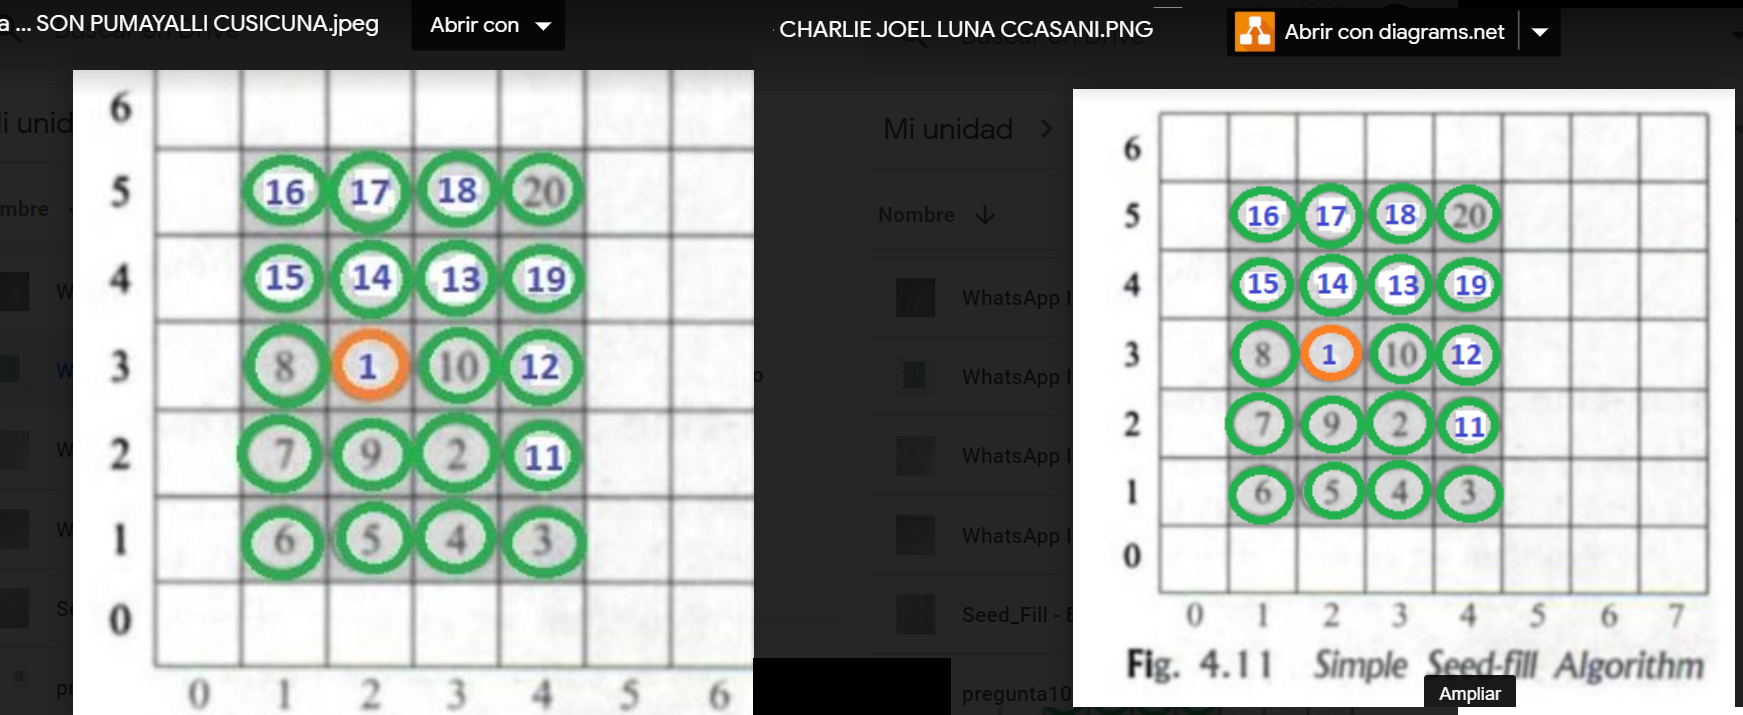 SON PUMAYALLI CUSICUNA.jpeg
Abrir con
6
5 16 17 18 20
4 15 14 13 19
3 8 1 10 12
2 7 9 2 11
1 6 5 4 3
0
0 1 2 3 4 5 6
CHARLIE JOEL LUNA CCASANI.PNG
Abrir con diagrams.net
Mi unidad
Nombre
WhatsApp I
WhatsApp I
WhatsApp I
WhatsApp I
Seed_Fill -
pregunta10
6
5 16 17 18 20
4 15 14 13 19
3 8 1 10 12
2 7 9 2 11
1 6 5 4 3
0
0 1 2 3 4 5 6 7
Fig. 4.11 Simple Seed-fill Algorithm
Ampliar